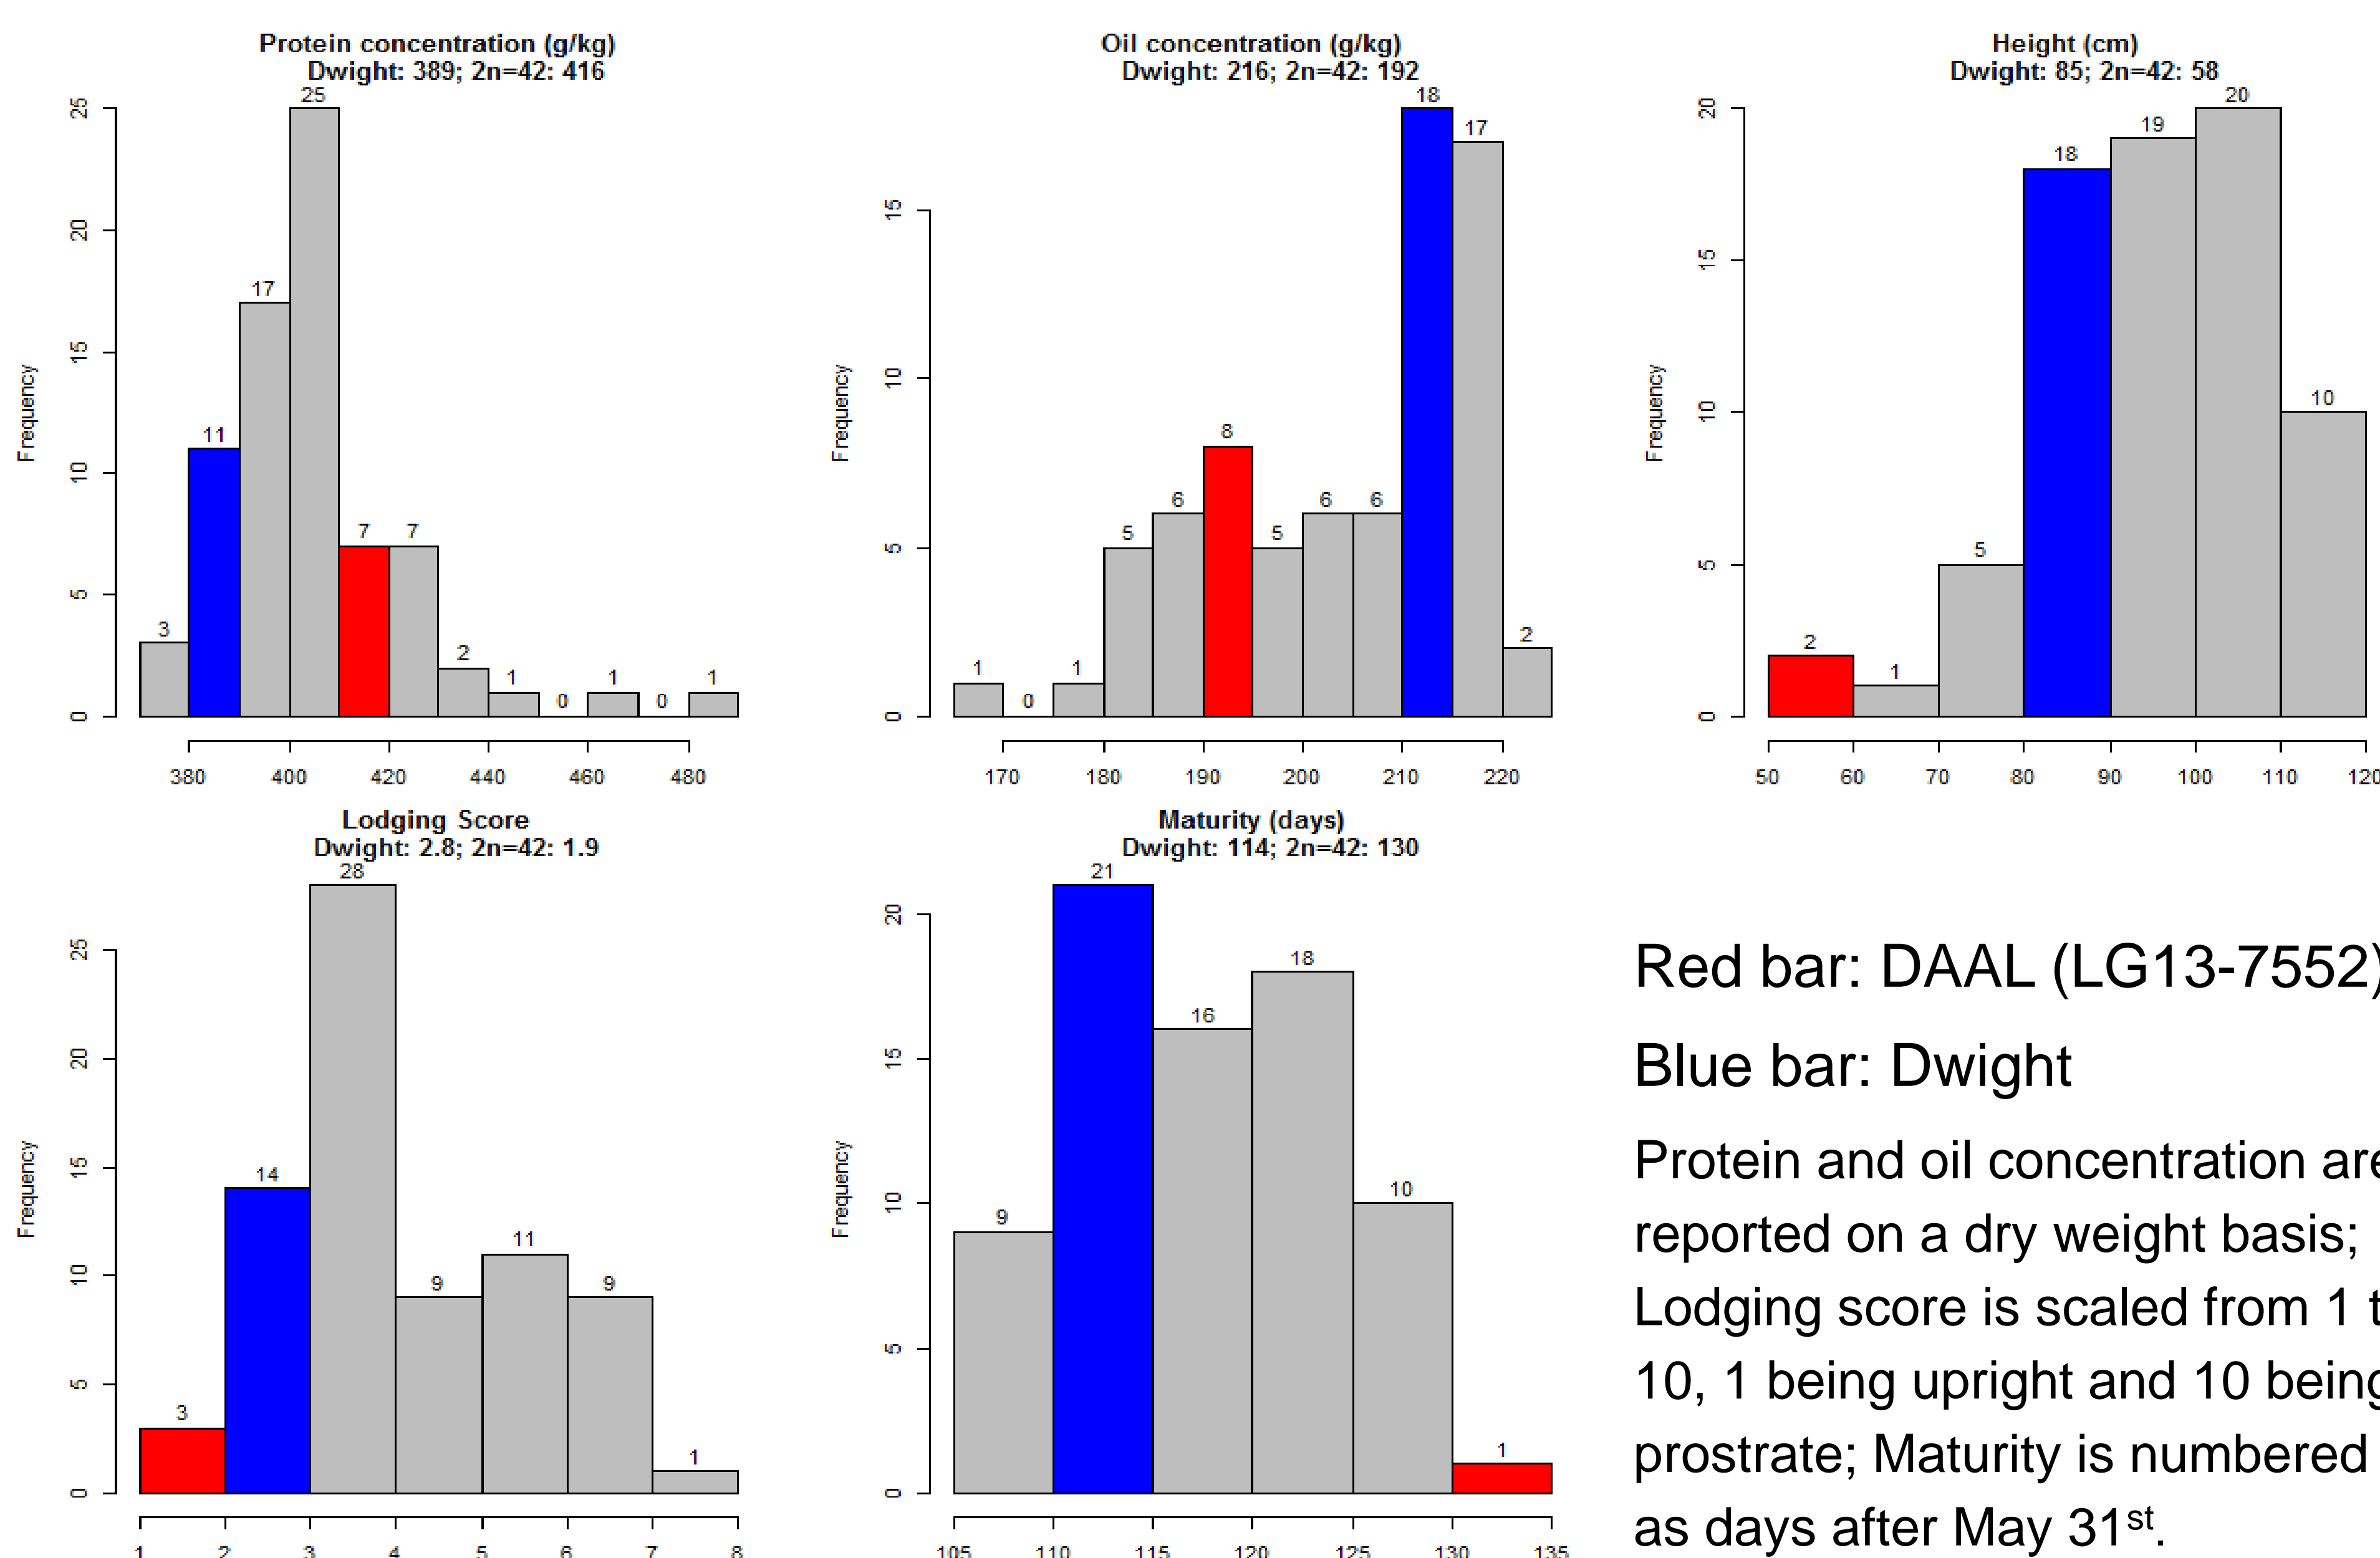 Protein concentration (g/kg)
Dwight: 389; 2n=42: 416
25
20
15
10
5
0
Frequency
3
11
17
25
7
7
2
1
0
1
0
1
380 400 420 440 460 480
Oil concentration (g/kg)
Dwight: 216; 2n=42: 192
15
10
5
0
Frequency
1
0
1
5
6
8
5
6
6
18
17
2
170 180 190 200 210 220
Height (cm)
Dwight: 85; 2n=42: 58
20
15
10
5
0
Frequency
2
1
5
18
19
20
10
50 60 70 80 90 100 110 120
Lodging Score
Dwight: 2.8; 2n=42: 1.9
25
20
15
10
5
0
Frequency
3
14
28
9
11
9
1
1 2 3 4 5 6 7 8
Maturity (days)
Dwight: 114; 2n=42: 130
20
15
10
5
0
Frequency
9
21
16
18
10
1
105 110 115 120 125 130 135
Red bar: DAAL (LG13-7552)
Blue bar: Dwight
Protein and oil concentration are
reported on a dry weight basis;
Lodging score is scaled from 1 t
10, 1 being upright and 10 being
prostrate; Maturity is numbered
as days after May 31st.